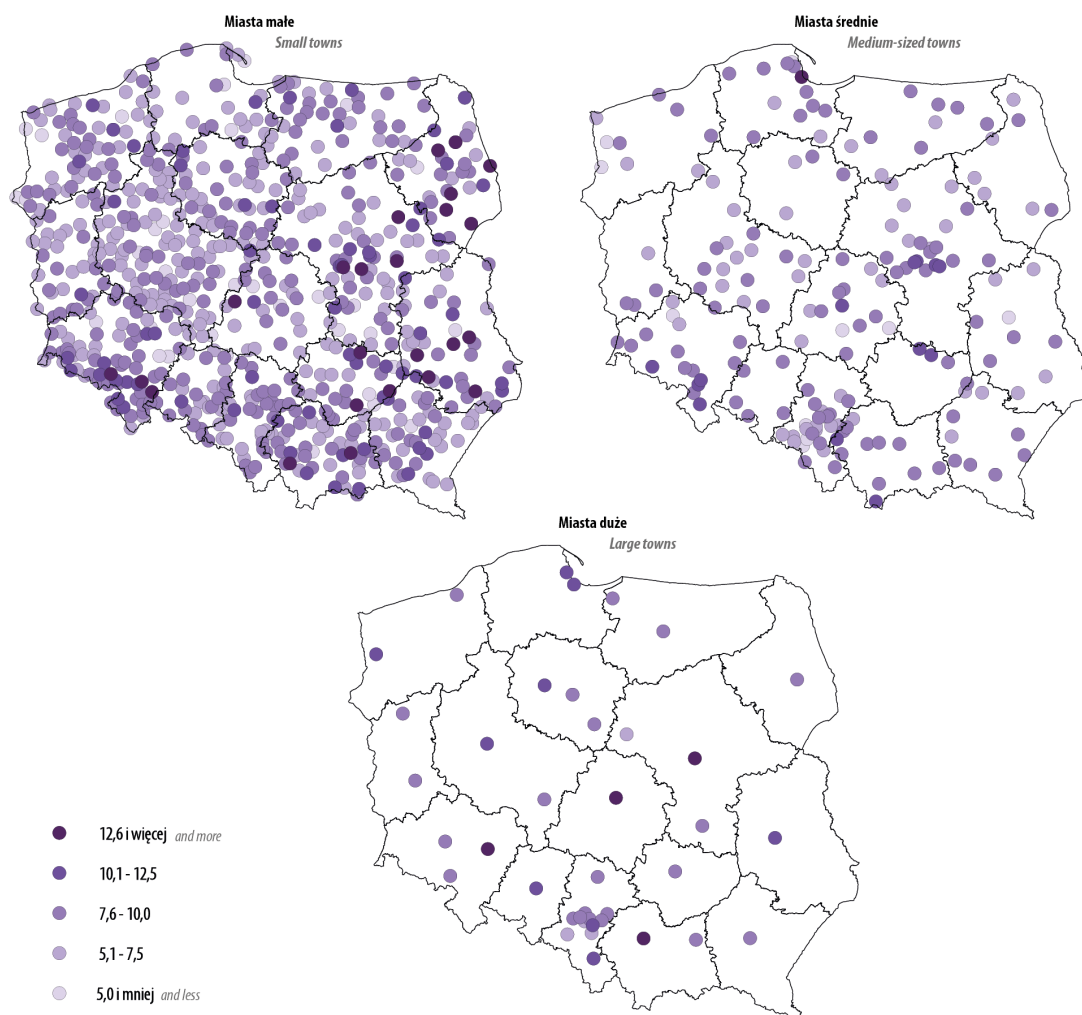 Miasta małe
Small towns
Miasta średnie
Medium-sized towns
Miasta duże
Large towns
12,6 i więcej and more
10,1 - 12,5
7,6 - 10,0
5,1 - 7,5
5,0 i mniej and less